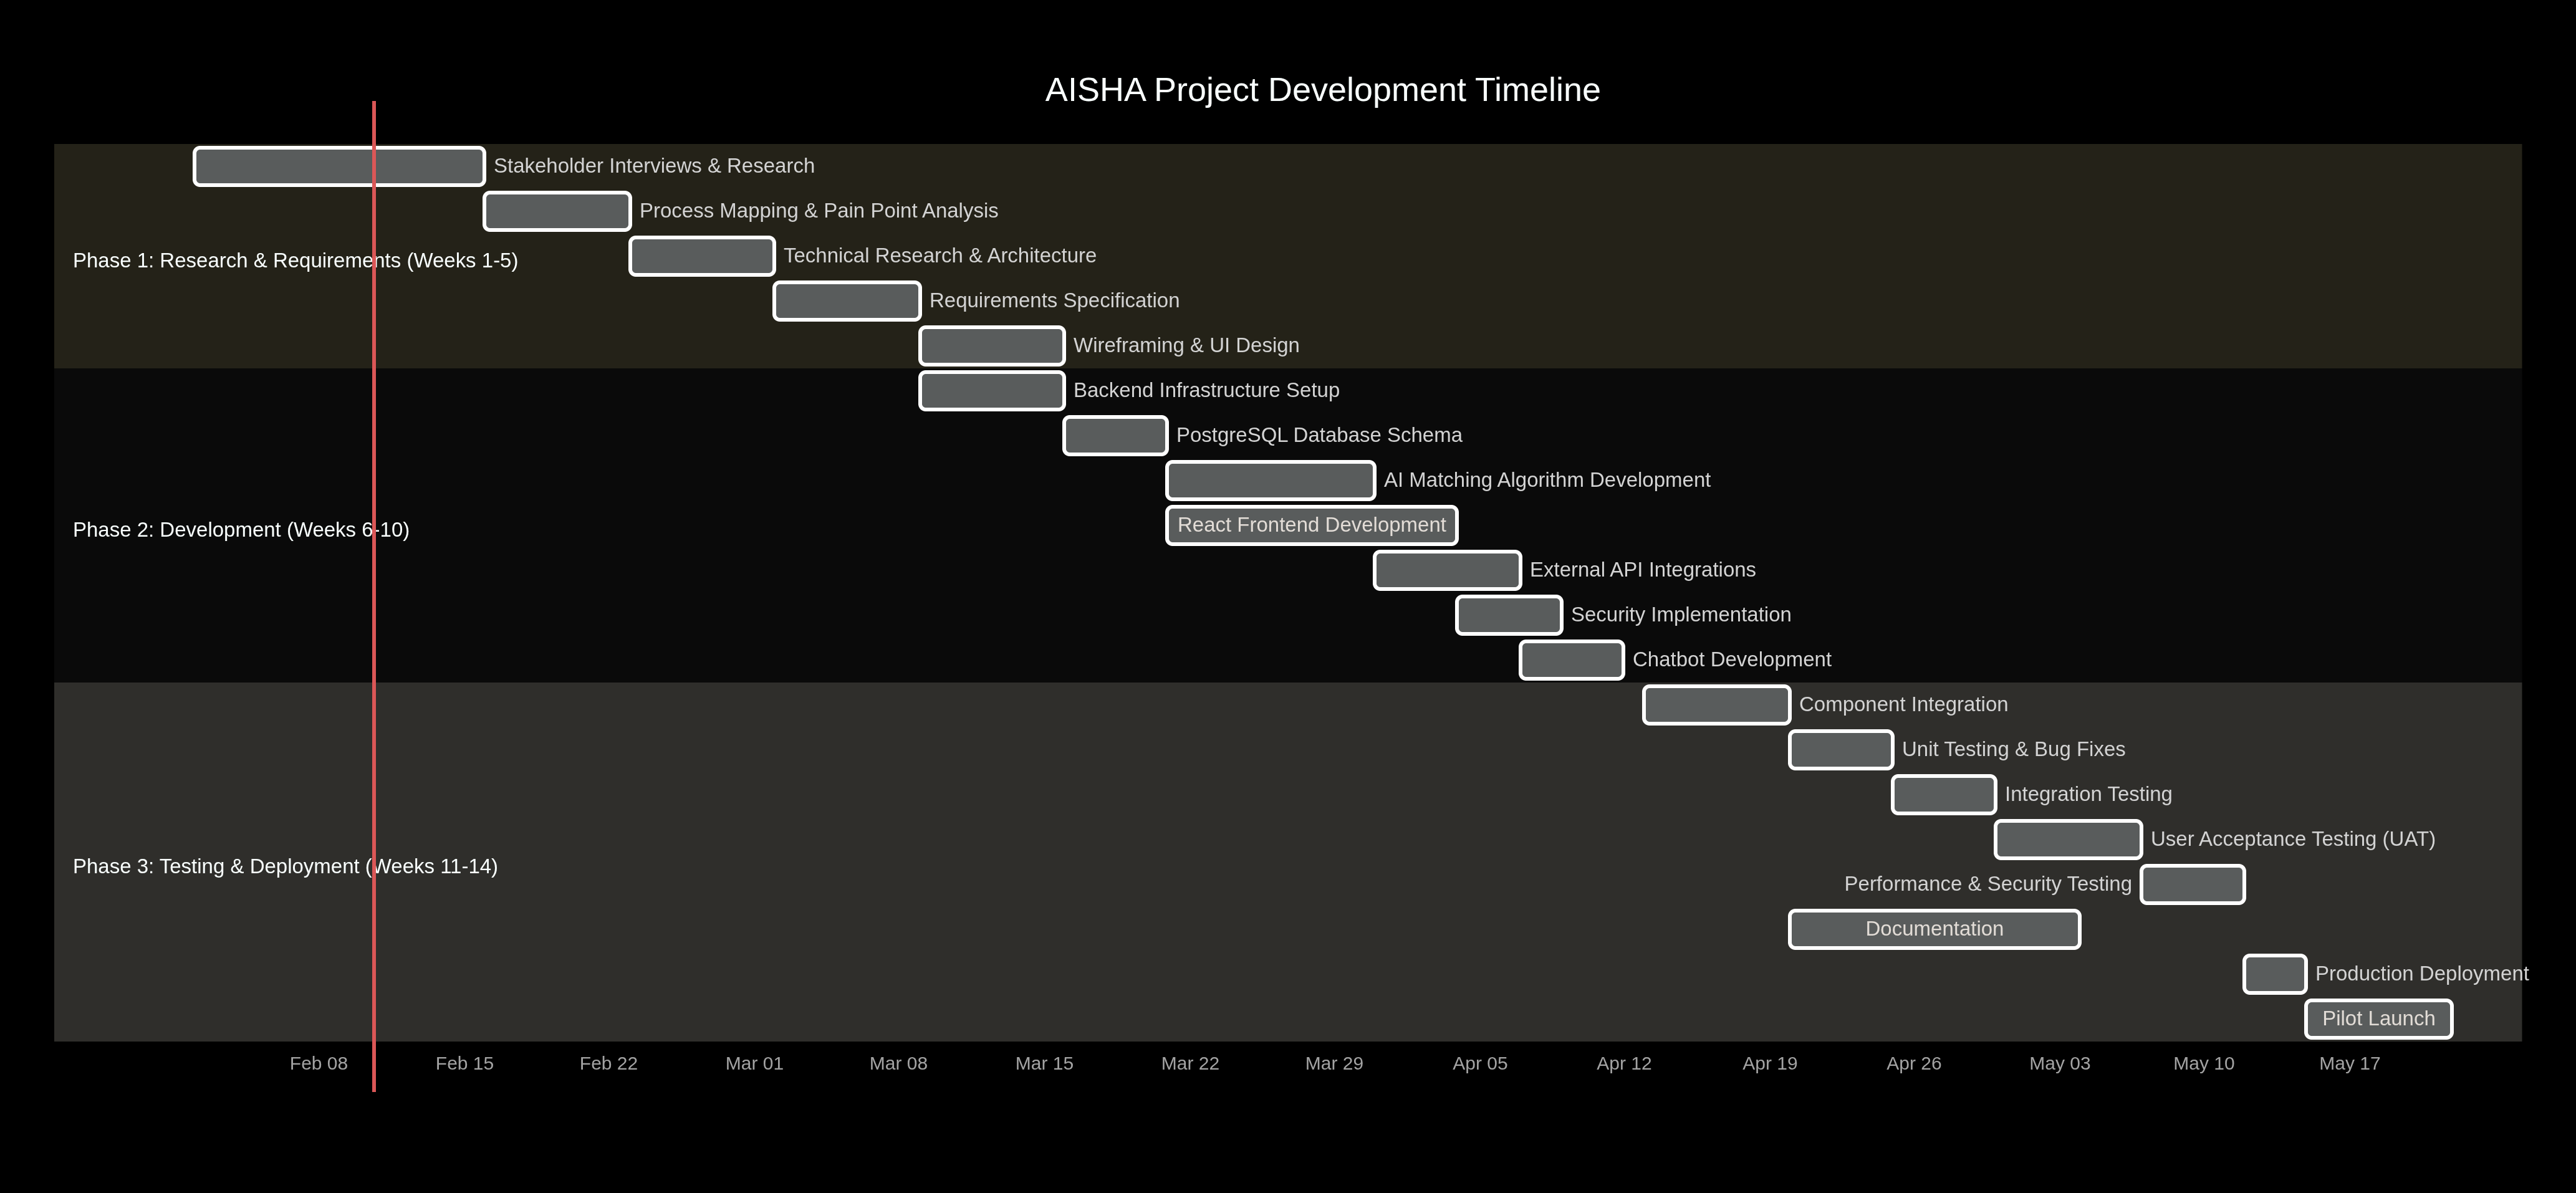 AISHA Project Development Timeline
Stakeholder Interviews & Research
Process Mapping & Pain Point Analysis
Technical Research & Architecture
Phase 1: Research & Requirements (Weeks 1-5)
Requirements Specification
Wireframing & UI Design
Backend Infrastructure Setup
PostgreSQL Database Schema
AI Matching Algorithm Development
React Frontend Development
Phase 2: Development (Weeks 6-10)
External API Integrations
Security Implementation
Chatbot Development
Component Integration
Unit Testing & Bug Fixes
Integration Testing
User Acceptance Testing (UAT)
Phase 3: Testing & Deployment (Weeks 11-14)
Performance & Security Testing
Documentation
Production Deployment
Pilot Launch
Feb 08 Feb 15 Feb 22 Mar 01 Mar 08 Mar 15 Mar 22 Mar 29 Apr 05 Apr 12 Apr 19 Apr 26 May 03 May 10 May 17